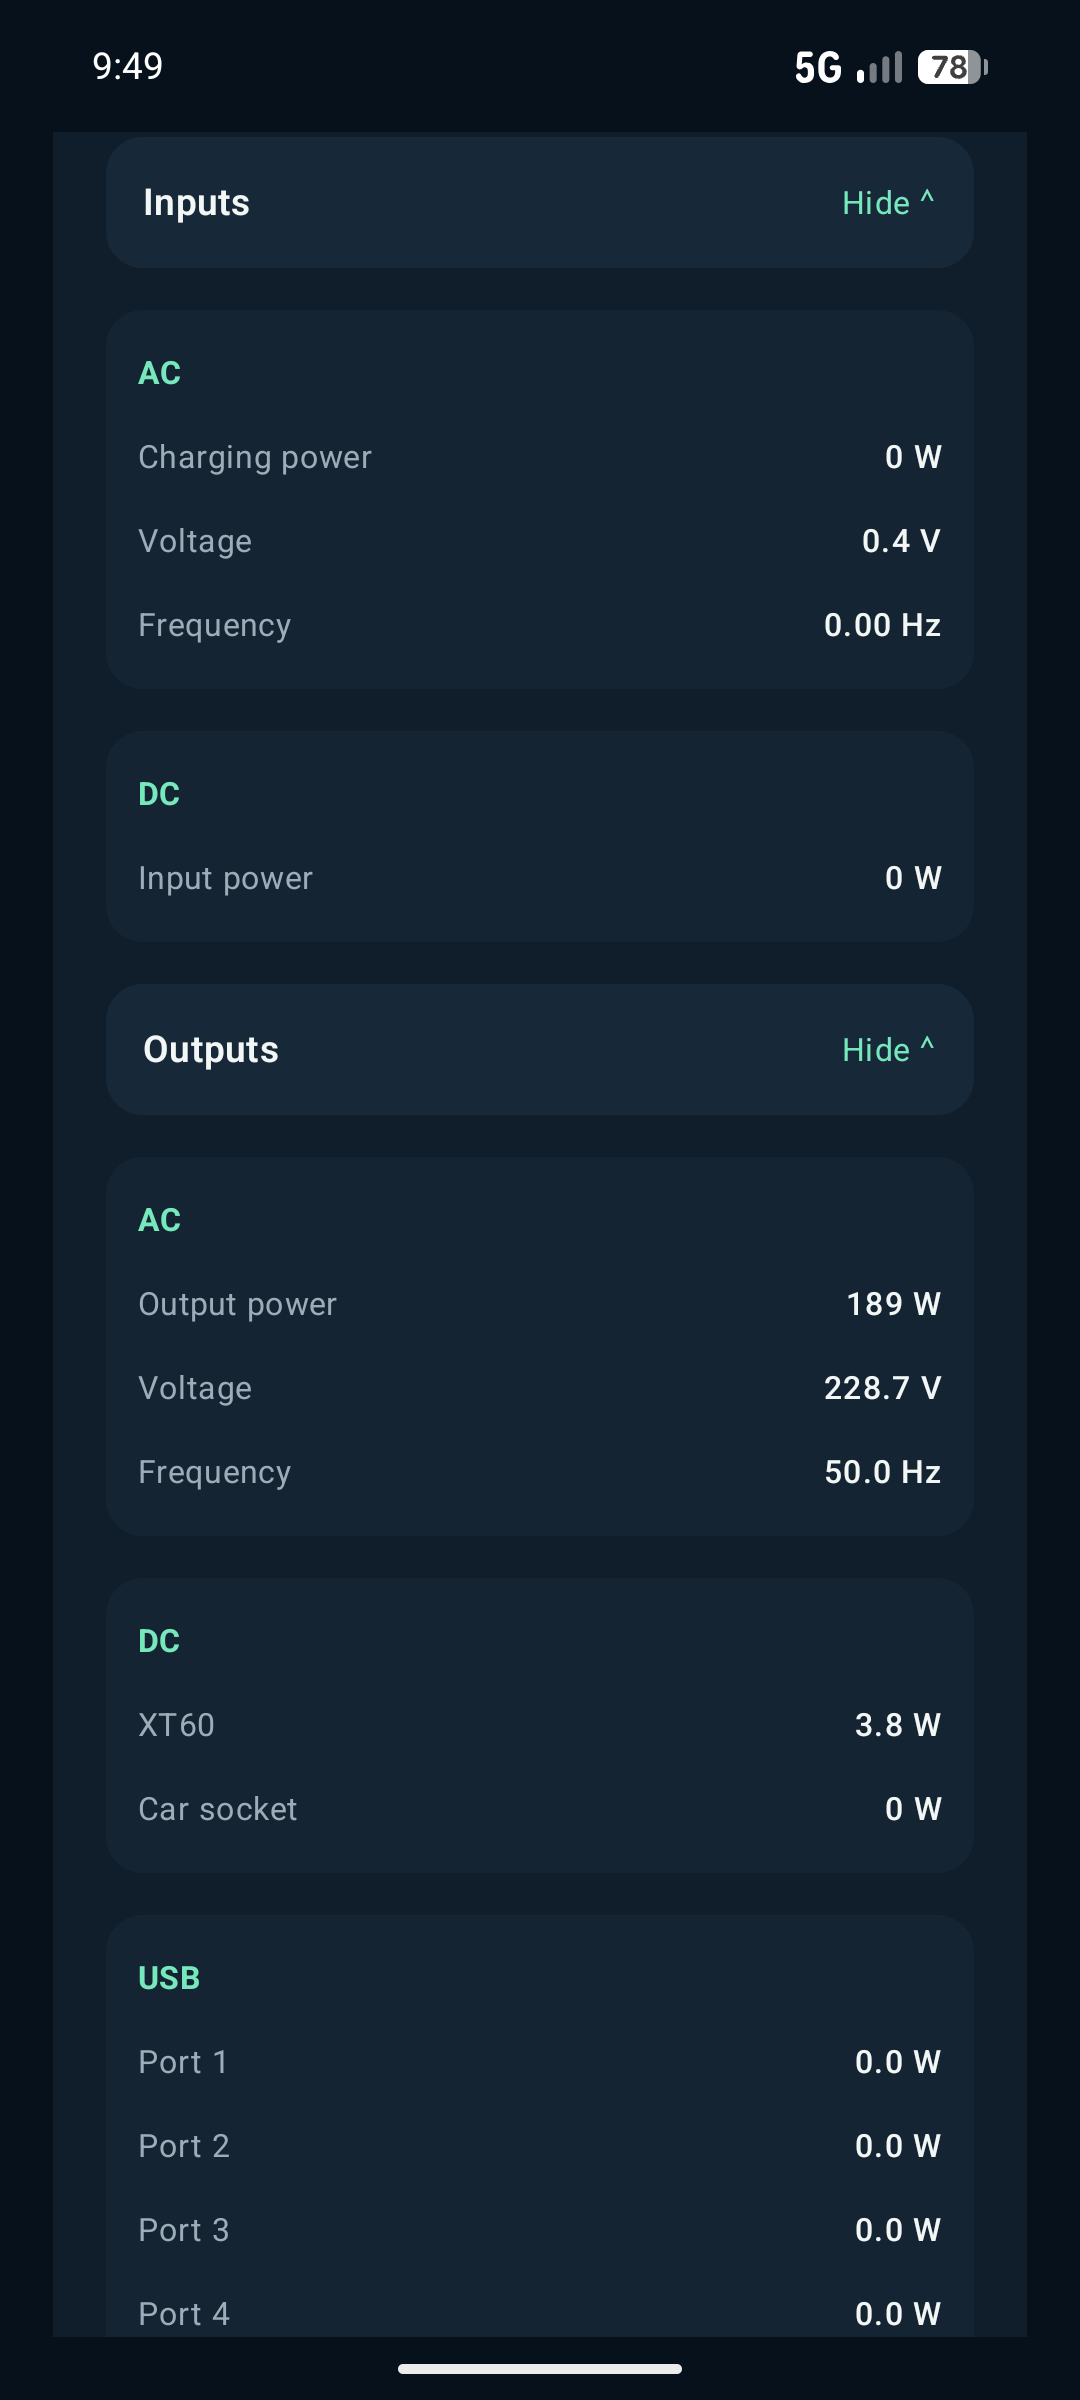 9:49 5G 78
Inputs Hide ^
AC
Charging power 0 W
Voltage 0.4 V
Frequency 0.00 Hz
DC
Input power 0 W
Outputs Hide ^
AC
Output power 189 W
Voltage 228.7 V
Frequency 50.0 Hz
DC
XT60 3.8 W
Car socket 0 W
USB
Port 1 0.0 W
Port 2 0.0 W
Port 3 0.0 W
Port 4 0.0 W